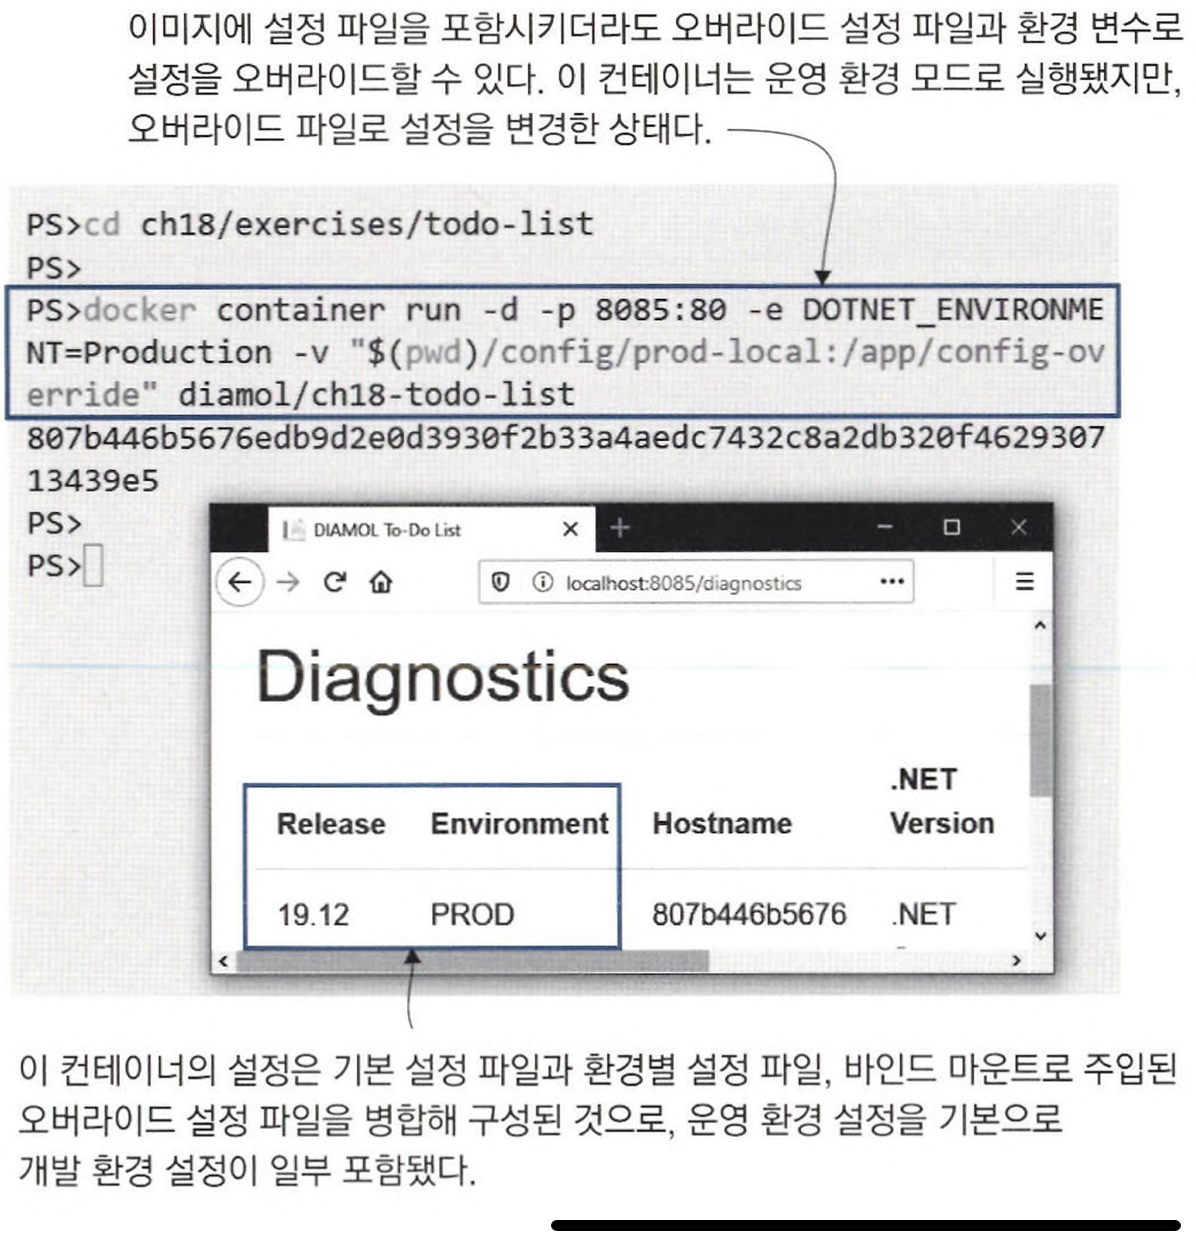 이미지에 설정 파일을 포함시키더라도 오버라이드 설정 파일과 환경 변수로
설정을 오버라이드할 수 있다. 이 컨테이너는 운영 환경 모드로 실행됐지만,
오버라이드 파일로 설정을 변경한 상태다.
PS>cd ch18/exercises/todo-list
PS>
PS>docker container run -d -p 8085:80 -e DOTNET_ENVIRONME
NT=Production -v "$(pwd)/config/prod-local:/app/config-ov
erride" diamol/ch18-todo-list
807b446b5676edb9d2e0d3930f2b33a4aedc7432c8a2db320f4629307
13439e5
PS>
PS>
DIAMOL To-Do List
localhost:8085/diagnostics
Diagnostics
Release Environment Hostname .NET Version
19.12 PROD 807b446b5676 .NET
이 컨테이너의 설정은 기본 설정 파일과 환경별 설정 파일, 바인드 마운트로 주입된
오버라이드 설정 파일을 병합해 구성된 것으로, 운영 환경 설정을 기본으로
개발 환경 설정이 일부 포함됐다.